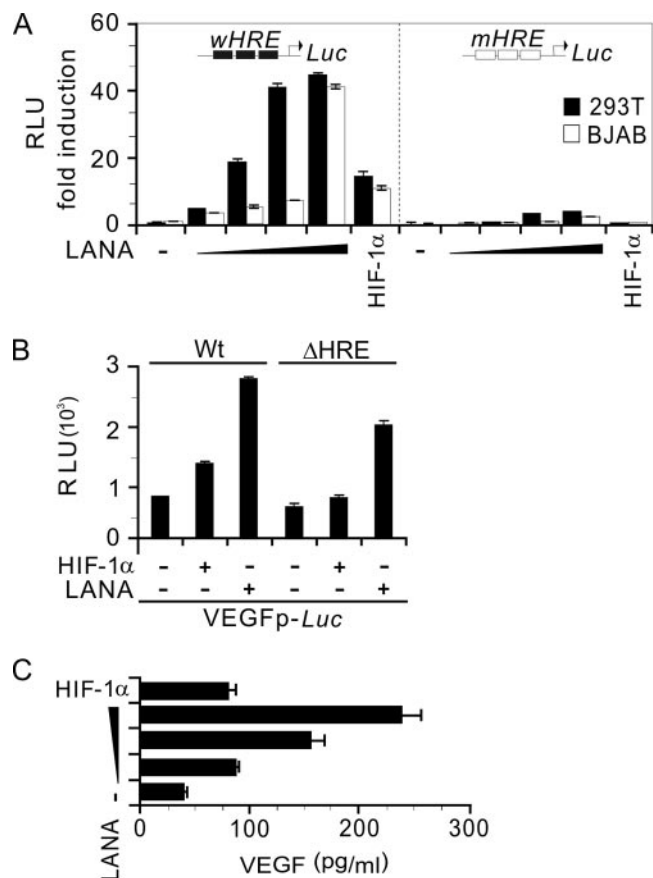 A
RLU
fold induction
60
40
20
0
wHRE
Luc
mHRE
Luc
293T
BJAB
LANA
-
HIF-1α
-
HIF-1α
B
Wt
ΔHRE
RLU (10³)
3
2
1
0
HIF-1α - + - - + -
LANA - - + - - +
VEGFp-Luc
C
HIF-1α
-
LANA
0 100 200 300
VEGF (pg/ml)